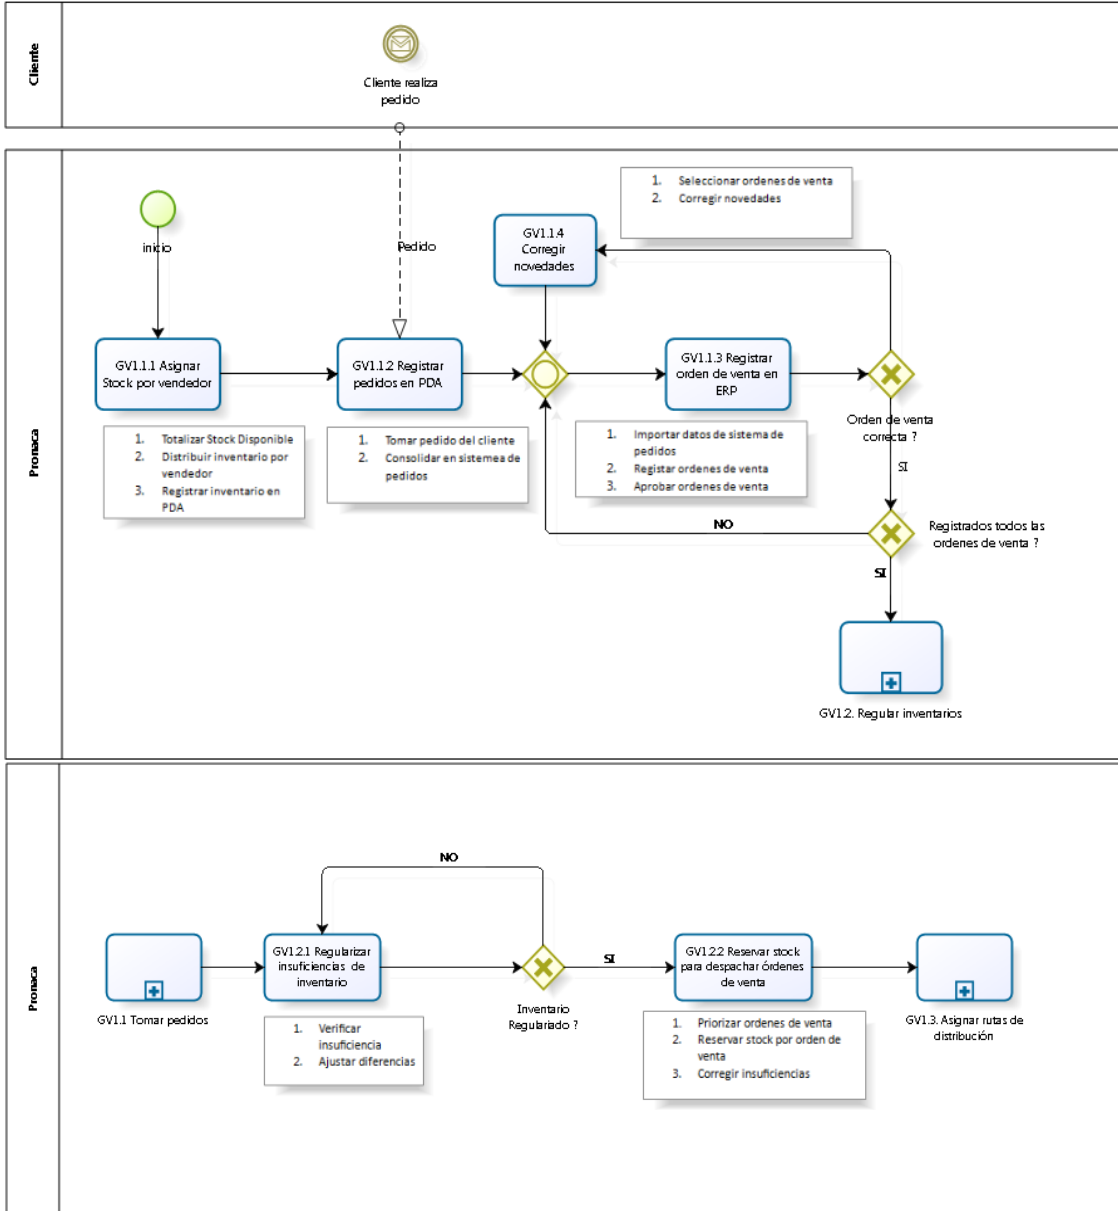 Cliente
Cliente realiza
pedido
Pronaca
inicio
Pedido
GV1.1.4
Corregir
novedades
1. Seleccionar ordenes de venta
2. Corregir novedades
GV1.1.1 Asignar
Stock por vendedor
GV1.1.2 Registrar
pedidos en PDA
GV1.1.3 Registrar
orden de venta en
ERP
Orden de venta
correcta ?
1. Totalizar Stock Disponible
2. Distribuir inventario por
vendedor
3. Registrar inventario en
PDA
1. Tomar pedido del cliente
2. Consolidar en sistemea de
pedidos
1. Importar datos de sistema de
pedidos
2. Registar ordenes de venta
3. Aprobar ordenes de venta
SI
NO
Registrados todos las
ordenes de venta ?
SI
GV1.2. Regular inventarios
Pronaca
NO
GV1.1 Tomar pedidos
GV1.2.1 Regularizar
insuficiencias de
inventario
SI
Inventario
Regulariado ?
GV1.2.2 Reservar stock
para despachar órdenes
de venta
GV1.3. Asignar rutas de
distribución
1. Verificar
insuficiencia
2. Ajustar diferencias
1. Priorizar ordenes de venta
2. Reservar stock por orden de
venta
3. Corregir insuficiencias